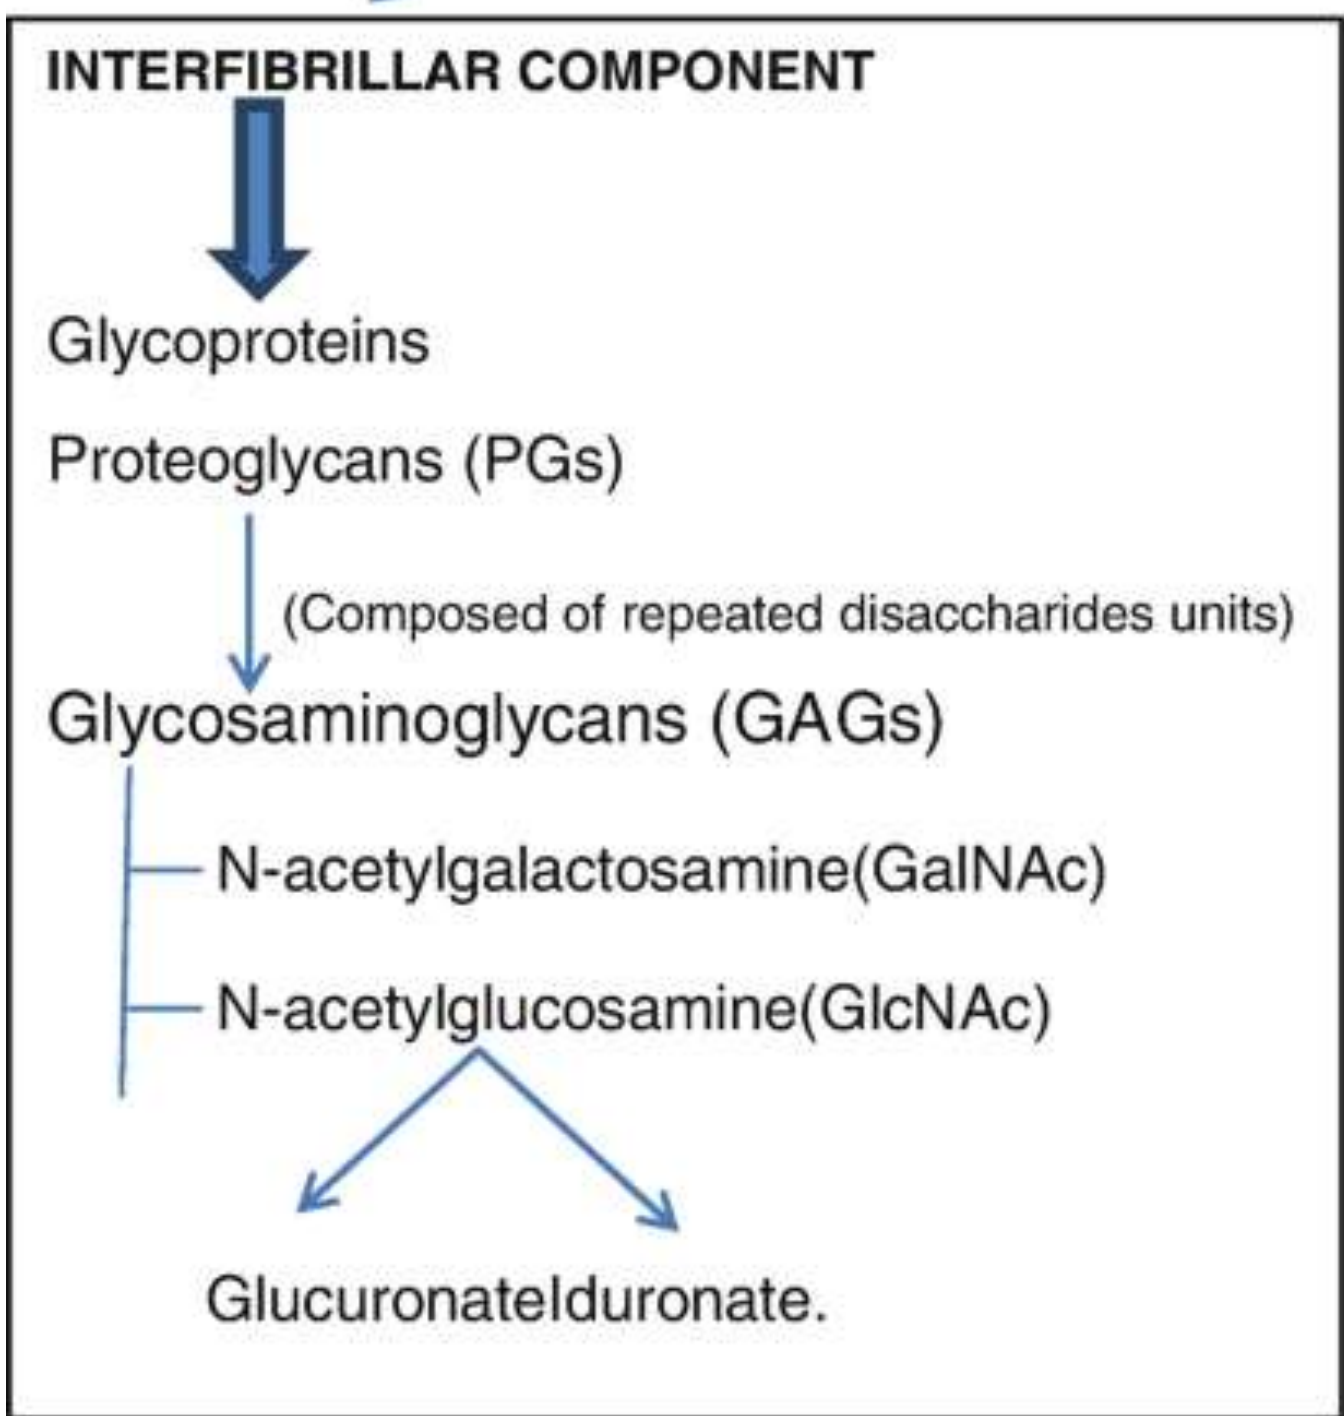 INTERFIBRILLAR COMPONENT
Glycoproteins
Proteoglycans (PGs)
(Composed of repeated disaccharides units)
Glycosaminoglycans (GAGs)
N-acetylgalactosamine(GalNAc)
N-acetylglucosamine(GlcNAc)
GlucuronateIduronate.